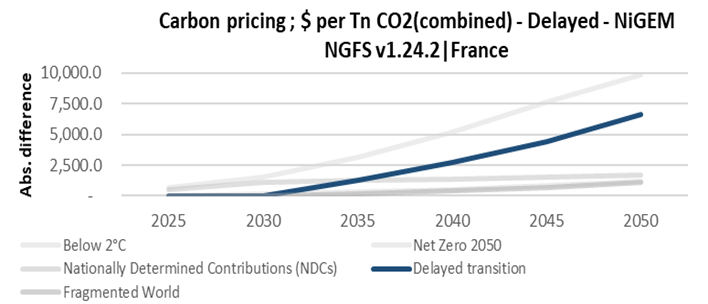 Carbon pricing ; $ per Tn CO2(combined) - Delayed - NiGEM
NGFS v1.24.2|France
Abs. difference
10,000.0
7,500.0
5,000.0
2,500.0
-
2025 2030 2035 2040 2045 2050
Below 2°C Net Zero 2050
Nationally Determined Contributions (NDCs) Delayed transition
Fragmented World